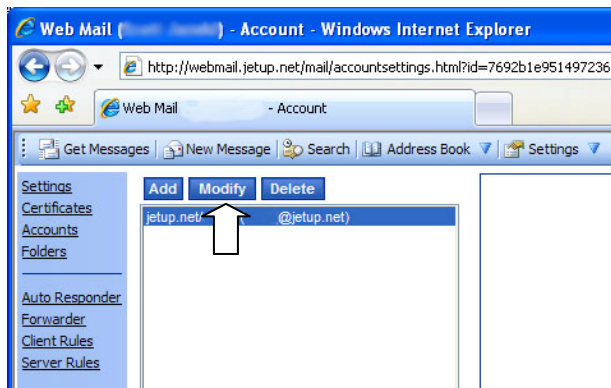 Web Mail ( ) - Account - Windows Internet Explorer
http://webmail.jetup.net/mail/accountsettings.html?id=7692b1e951497236
Web Mail - Account
Get Messages New Message Search Address Book Settings
Settings
Certificates
Accounts
Folders
Auto Responder
Forwarder
Client Rules
Server Rules
Add Modify Delete
jetup.net/ ( @jetup.net)